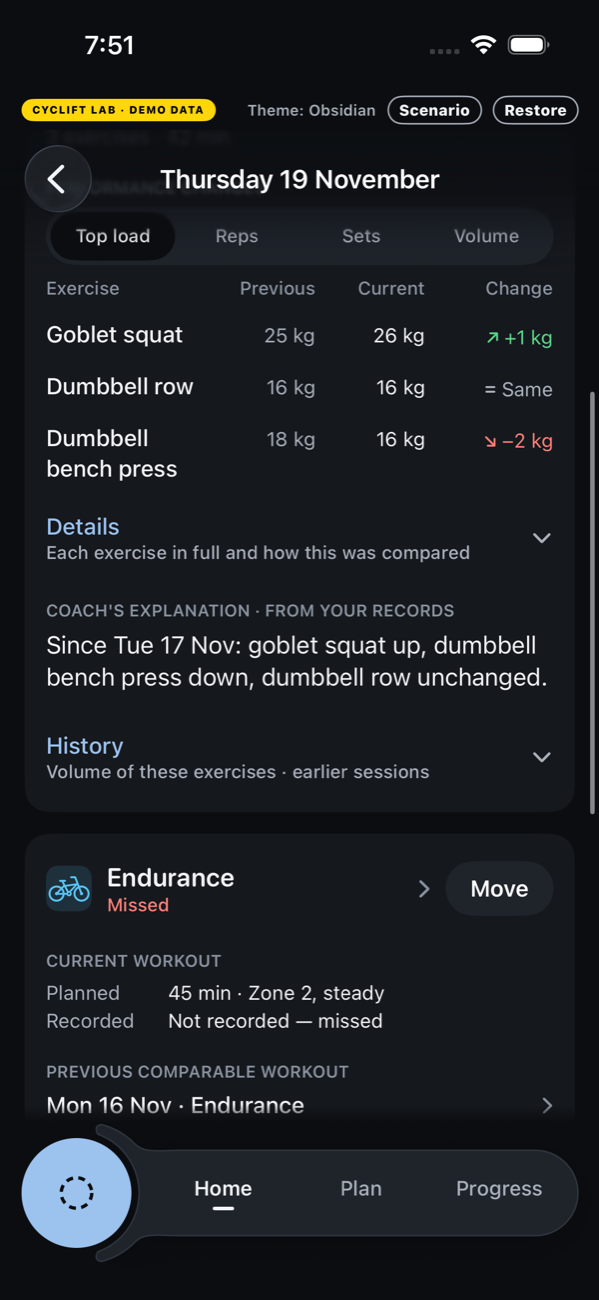 7:51
CYCLIFT LAB · DEMO DATA Theme: Obsidian Scenario Restore
Thursday 19 November
Top load Reps Sets Volume
Exercise Previous Current Change
Goblet squat 25 kg 26 kg ↗ +1 kg
Dumbbell row 16 kg 16 kg = Same
Dumbbell 18 kg 16 kg ↘ −2 kg
bench press
Details
Each exercise in full and how this was compared
COACH'S EXPLANATION · FROM YOUR RECORDS
Since Tue 17 Nov: goblet squat up, dumbbell
bench press down, dumbbell row unchanged.
History
Volume of these exercises · earlier sessions
Endurance
Missed
Move
CURRENT WORKOUT
Planned 45 min · Zone 2, steady
Recorded Not recorded — missed
PREVIOUS COMPARABLE WORKOUT
Mon 16 Nov · Endurance
Home Plan Progress